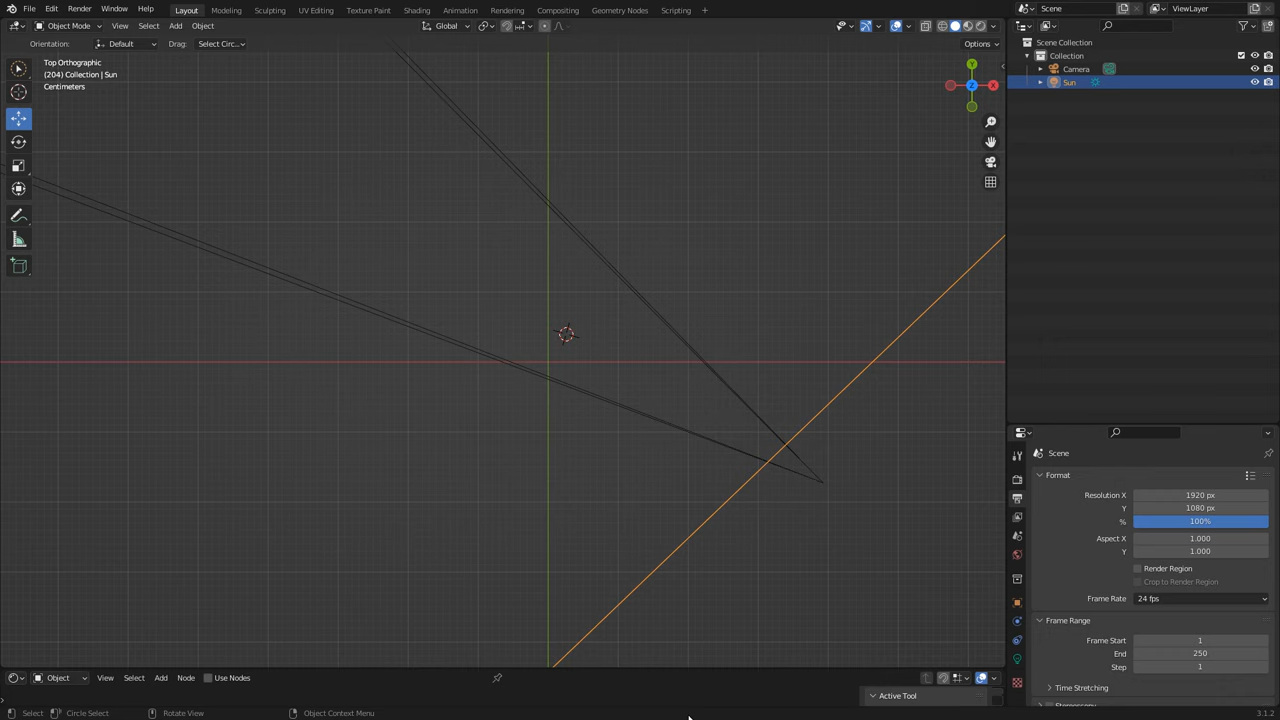 File Edit Render Window Help Layout Modeling Sculpting UV Editing Texture Paint Shading Animation Rendering Compositing Geometry Nodes Scripting + Scene ViewLayer
Object Mode View Select Add Object Global
Orientation: Default Drag: Select Circ... Options
Top Orthographic
(204) Collection | Sun
Centimeters
Y
Z X
Scene Collection
Collection
Camera
Sun
Scene
Format
Resolution X 1920 px
Y 1080 px
% 100%
Aspect X 1.000
Y 1.000
Render Region
Crop to Render Region
Frame Rate 24 fps
Frame Range
Frame Start 1
End 250
Step 1
Time Stretching
Object View Select Add Node Use Nodes
Active Tool
Select Circle Select Rotate View Object Context Menu 3.1.2